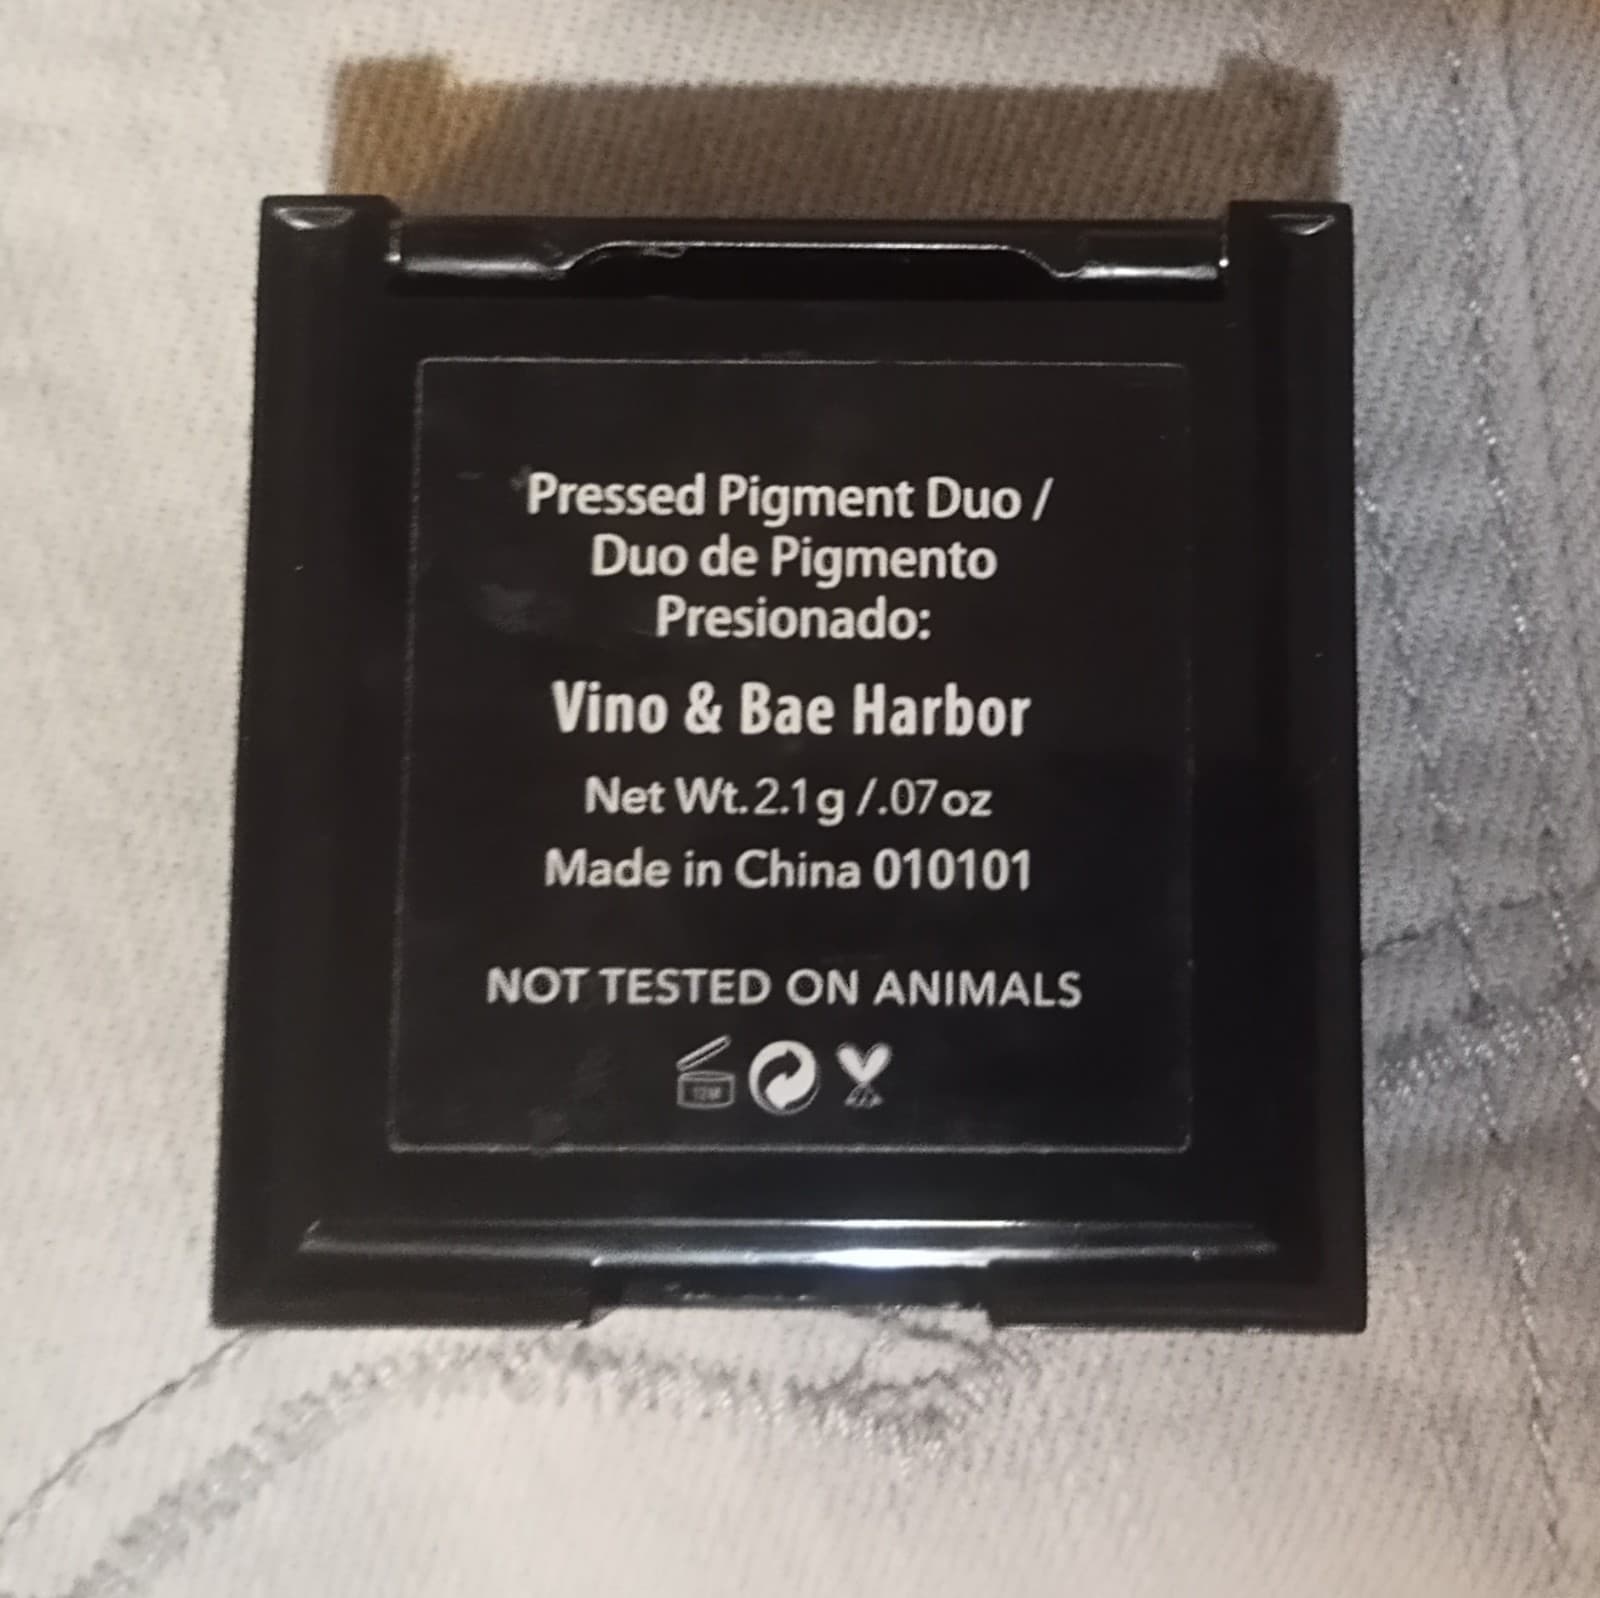 Pressed Pigment Duo /
Duo de Pigmento
Presionado:
Vino & Bae Harbor
Net Wt. 2.1g /.07oz
Made in China 010101
NOT TESTED ON ANIMALS
12M